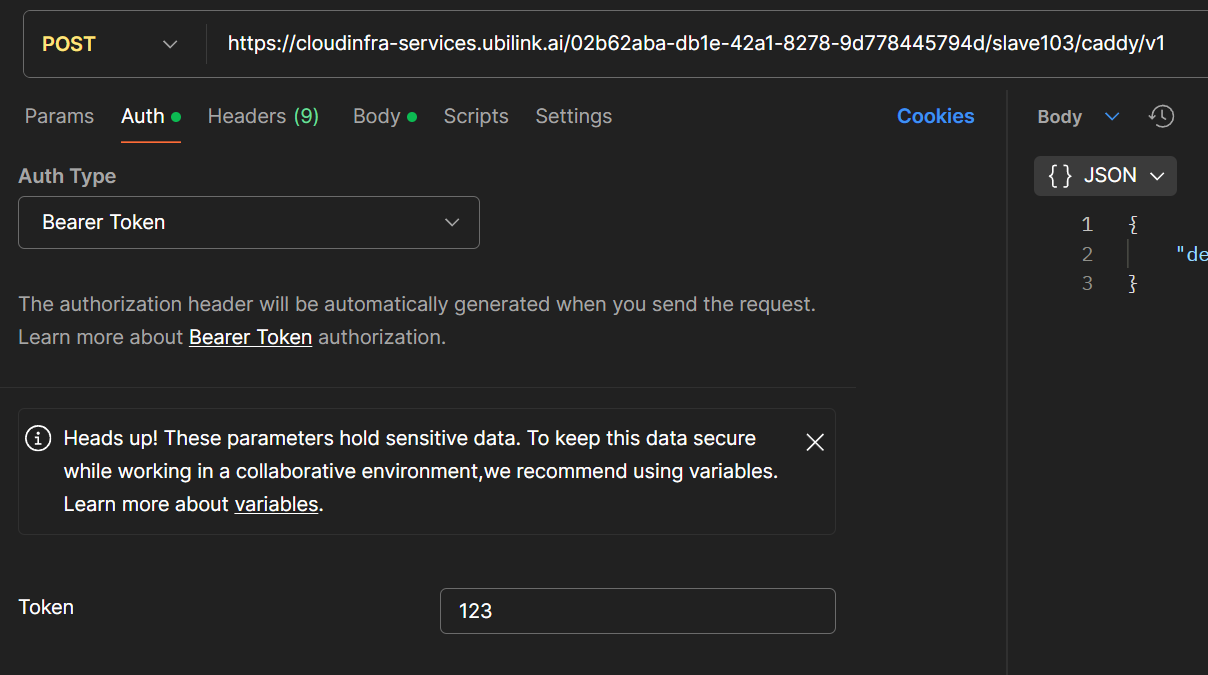 POST
https://cloudinfra-services.ubilink.ai/02b62aba-db1e-42a1-8278-9d778445794d/slave103/caddy/v1
Params Auth Headers (9) Body Scripts Settings Cookies
Auth Type
Bearer Token
The authorization header will be automatically generated when you send the request.
Learn more about Bearer Token authorization.
Heads up! These parameters hold sensitive data. To keep this data secure
while working in a collaborative environment,we recommend using variables.
Learn more about variables.
Token
123
Body
{} JSON
1 {
2 "de
3 }